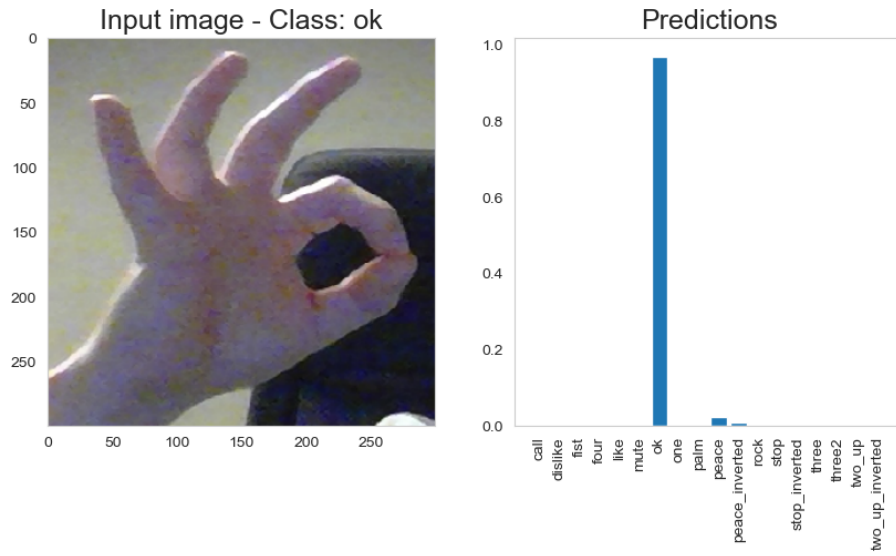 Input image - Class: ok
0
50
100
150
200
250
0 50 100 150 200 250
Predictions
1.0
0.8
0.6
0.4
0.2
0.0
call
dislike
fist
four
like
mute
ok
one
palm
peace
peace_inverted
rock
stop
stop_inverted
three
three2
two_up
two_up_inverted